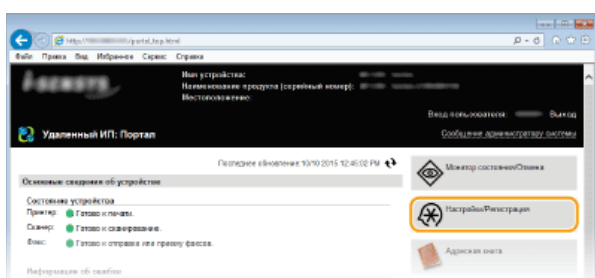 /portal_top.html
Файл Правка Вид Избранное Сервис Справка
Имя устройства:
Наименование продукта (серийный номер):
Местоположение:
Вход пользователя: Выход
Удаленный ИП: Портал
Сообщение администратору системы
Последнее обновление: 10/10 2015 12:45:02 PM
Монитор состояния/Отмена
Основные сведения об устройстве
Состояние устройства
Настройки/Регистрация
Принтер: Готово к печати.
Сканер: Готово к сканированию.
Факс: Готово к отправке или приему факсов.
Адресная книга
Информация об ошибке